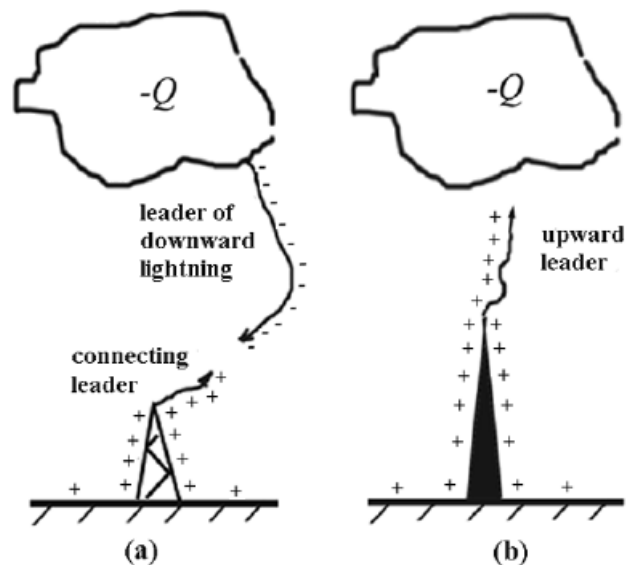 -Q
-Q
leader of
downward
lightning
upward
leader
connecting
leader
(a)
(b)